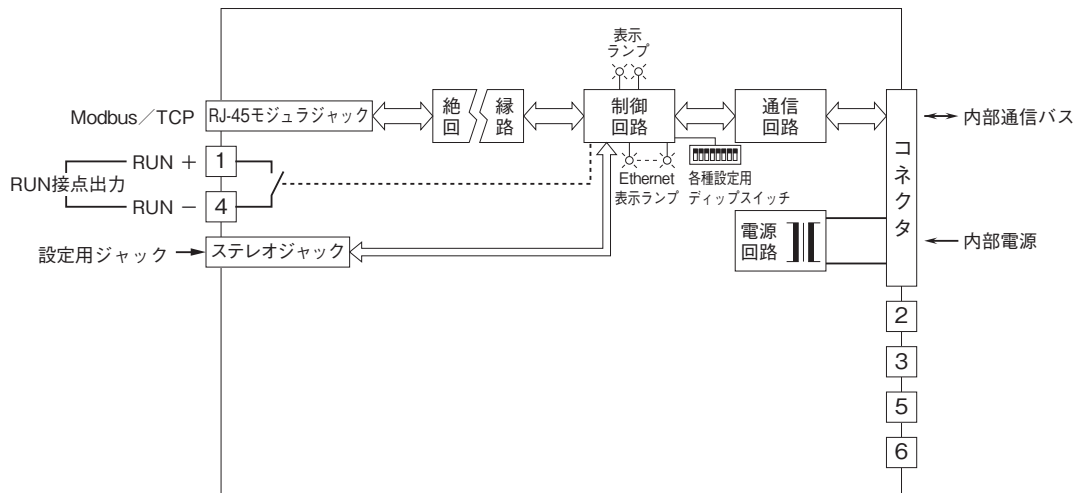 表示
ランプ
Modbus／TCP
RJ-45モジュラジャック
絶
回
縁
路
制御
回路
通信
回路
コネクタ
内部通信バス
RUN +
1
RUN接点出力
RUN −
4
Ethernet
表示ランプ
各種設定用
ディップスイッチ
設定用ジャック
ステレオジャック
電源
回路
内部電源
2
3
5
6